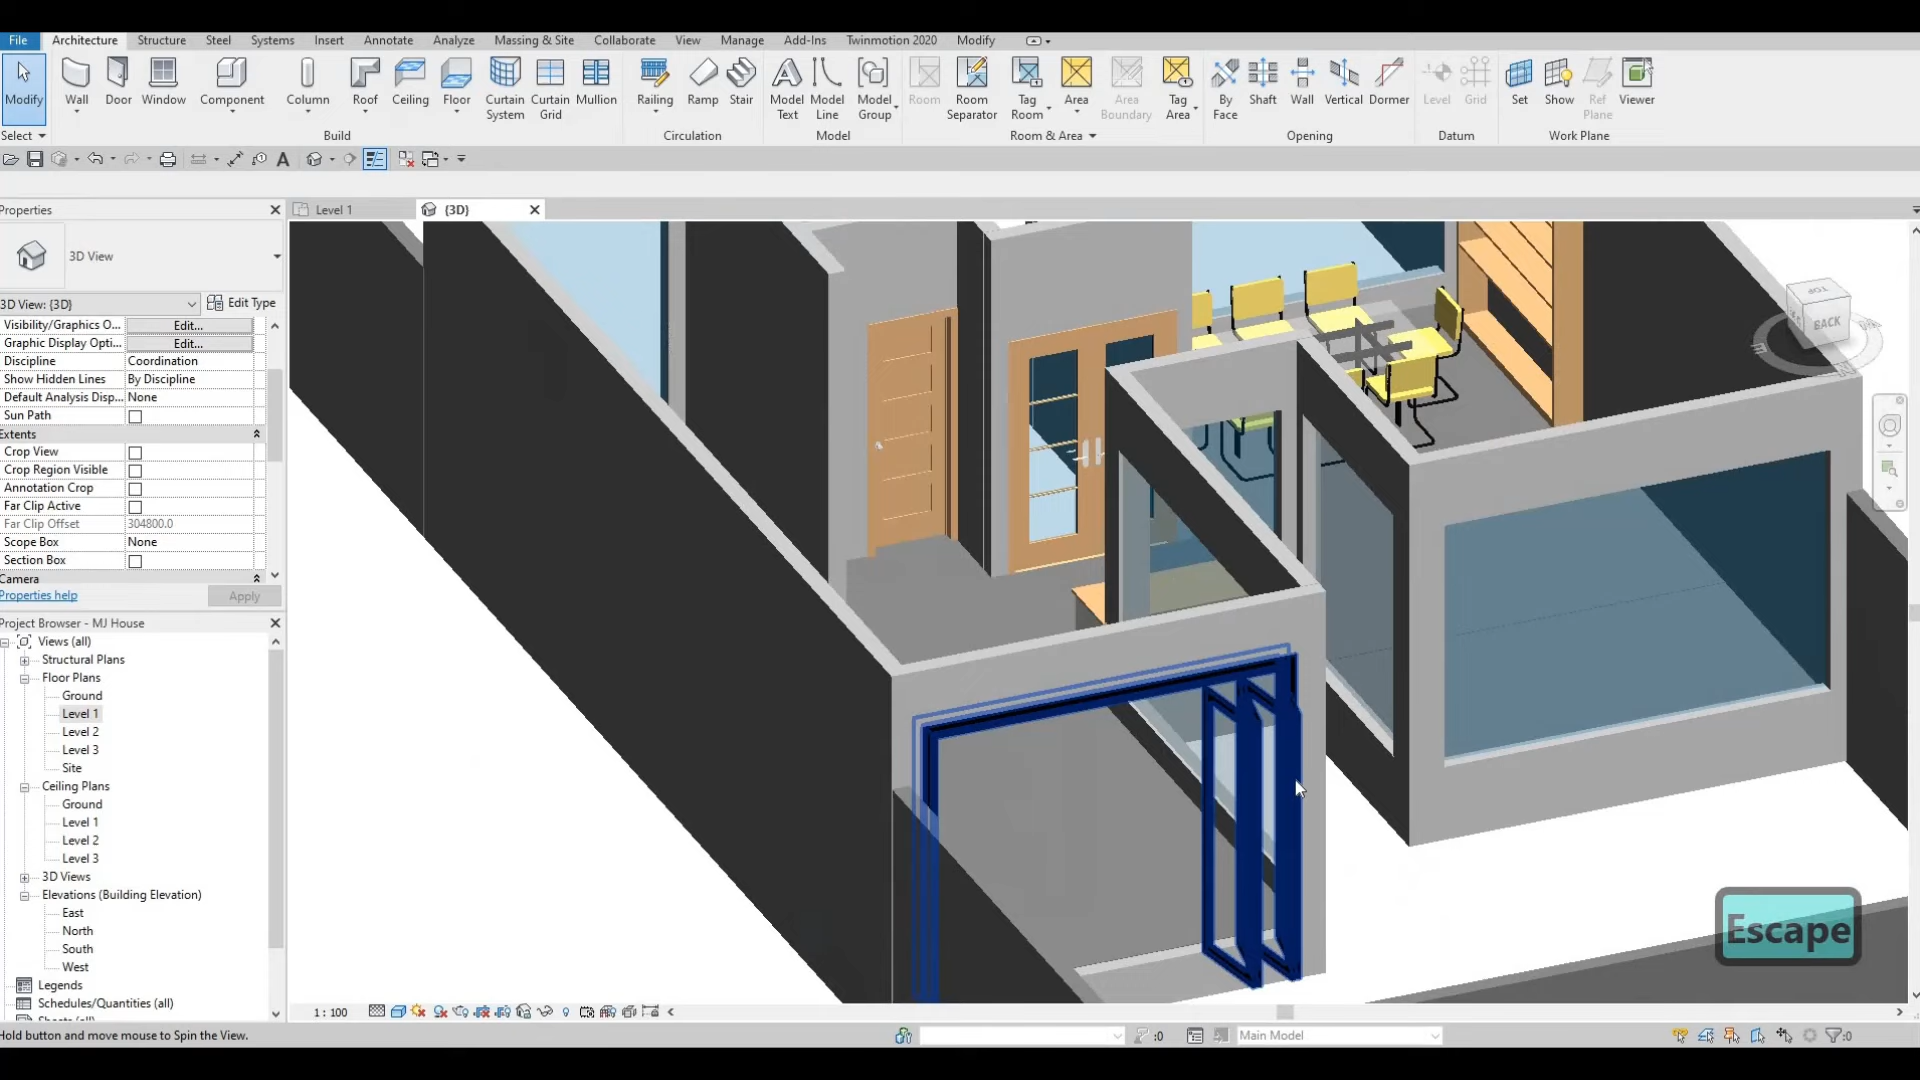 File Architecture Structure Steel Systems Insert Annotate Analyze Massing & Site Collaborate View Manage Add-Ins Twinmotion 2020 Modify
Modify Wall Door Window Component Column Roof Ceiling Floor Curtain System Curtain Grid Mullion Railing Ramp Stair Model Text Model Line Model Group Room Room Separator Tag Room Area Area Boundary Tag Area By Face Shaft Wall Vertical Dormer Level Grid Set Show Ref Plane Viewer
Select Build Circulation Model Room & Area Opening Datum Work Plane
A
Properties Level 1 {3D}
3D View
3D View: {3D} Edit Type
Visibility/Graphics O... Edit...
Graphic Display Opti... Edit...
Discipline Coordination
Show Hidden Lines By Discipline
Default Analysis Disp... None
Sun Path
Extents
Crop View
Crop Region Visible
Annotation Crop
Far Clip Active
Far Clip Offset 304800.0
Scope Box None
Section Box
Camera
Properties help Apply
Project Browser - MJ House
Views (all)
Structural Plans
Floor Plans
Ground
Level 1
Level 2
Level 3
Site
Ceiling Plans
Ground
Level 1
Level 2
Level 3
3D Views
Elevations (Building Elevation)
East
North
South
West
Legends
Schedules/Quantities (all)
TOP
BACK
E
Escape
1 : 100
Hold button and move mouse to Spin the View. :0 Main Model :0